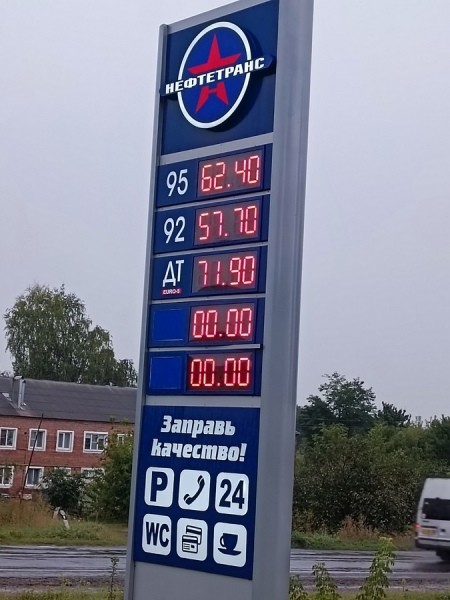 НЕФТЕТРАНС
95 62.40
92 57.70
ДТ 71.90
EURO-5
00.00
00.00
Заправь
качество!
P 24
WC